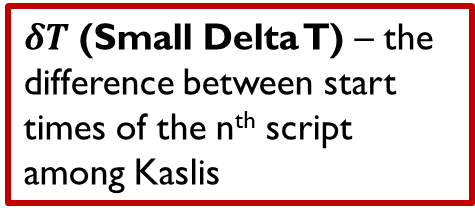 𝜹𝑻 (Small Delta T) – the
difference between start
times of the nᵗʰ script
among Kaslis